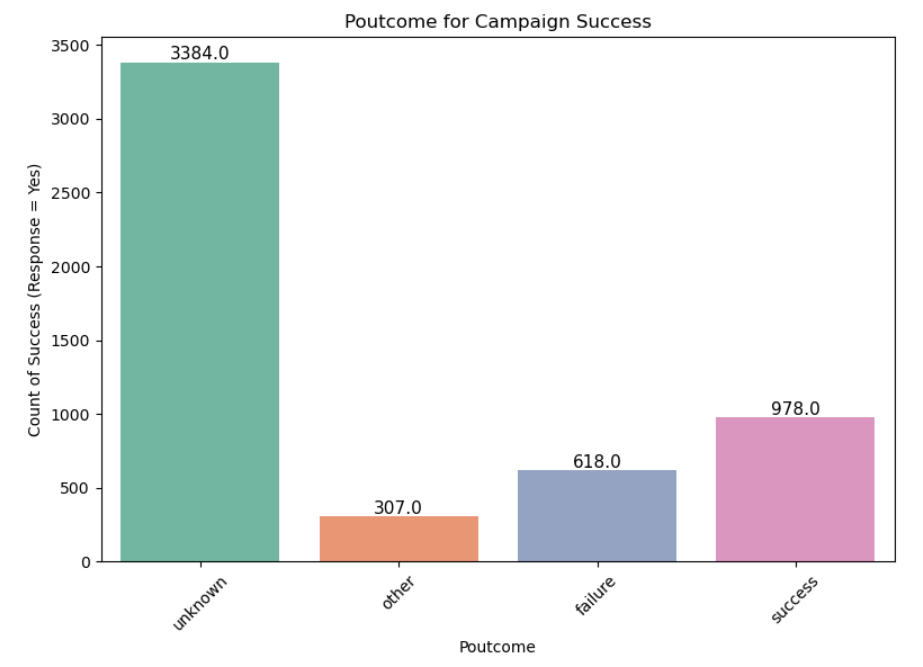 Poutcome for Campaign Success
Count of Success (Response = Yes)
3500
3000
2500
2000
1500
1000
500
0
3384.0
307.0
618.0
978.0
unknown
other
failure
success
Poutcome